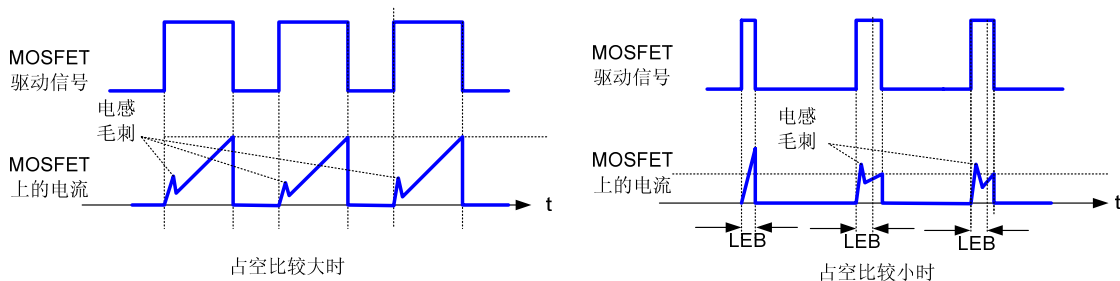 MOSFET
驱动信号
电感
毛刺
MOSFET
上的电流
t
占空比较大时
MOSFET
驱动信号
电感
毛刺
MOSFET
上的电流
t
LEB
LEB
LEB
占空比较小时